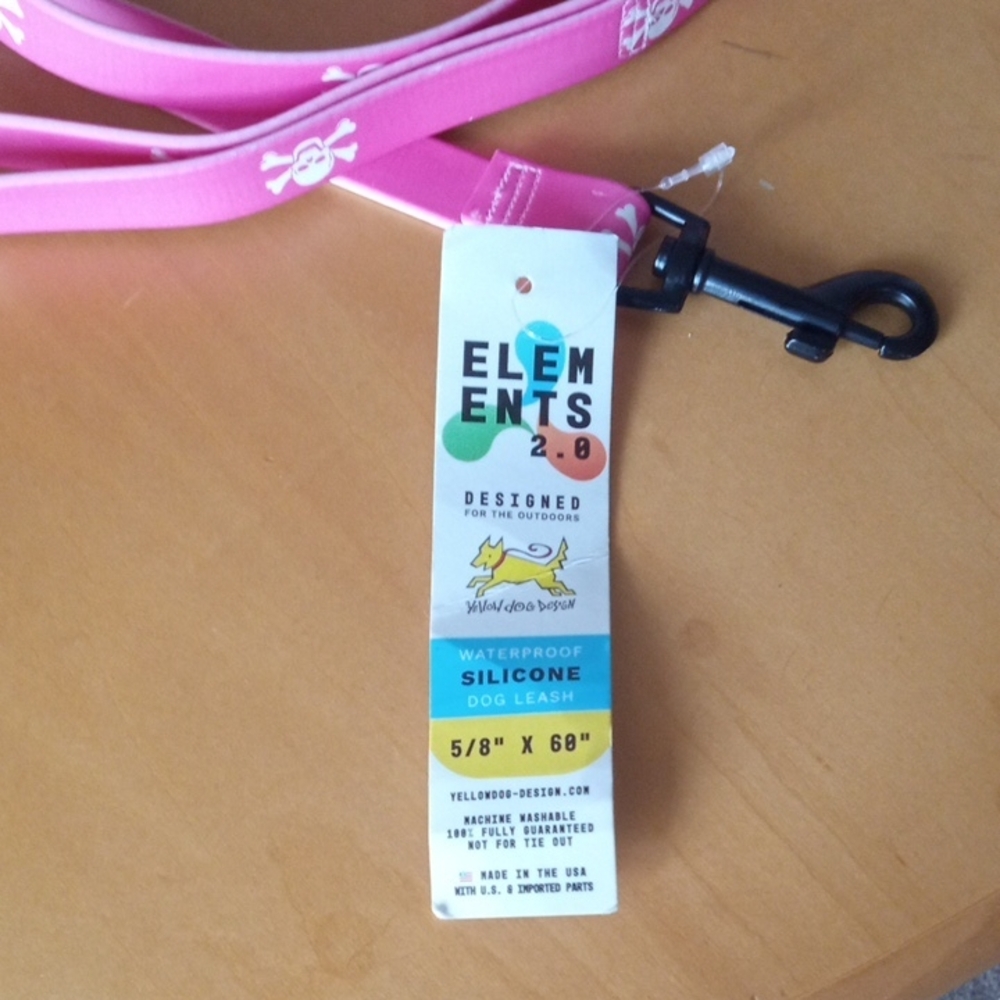 ELEM
ENTS
2.0
DESIGNED
FOR THE OUTDOORS
YELLOW DOG DESIGN
WATERPROOF
SILICONE
DOG LEASH
5/8" X 60"
YELLOWDOG-DESIGN.COM
MACHINE WASHABLE
100% FULLY GUARANTEED
NOT FOR TIE OUT
MADE IN THE USA
WITH U.S. & IMPORTED PARTS